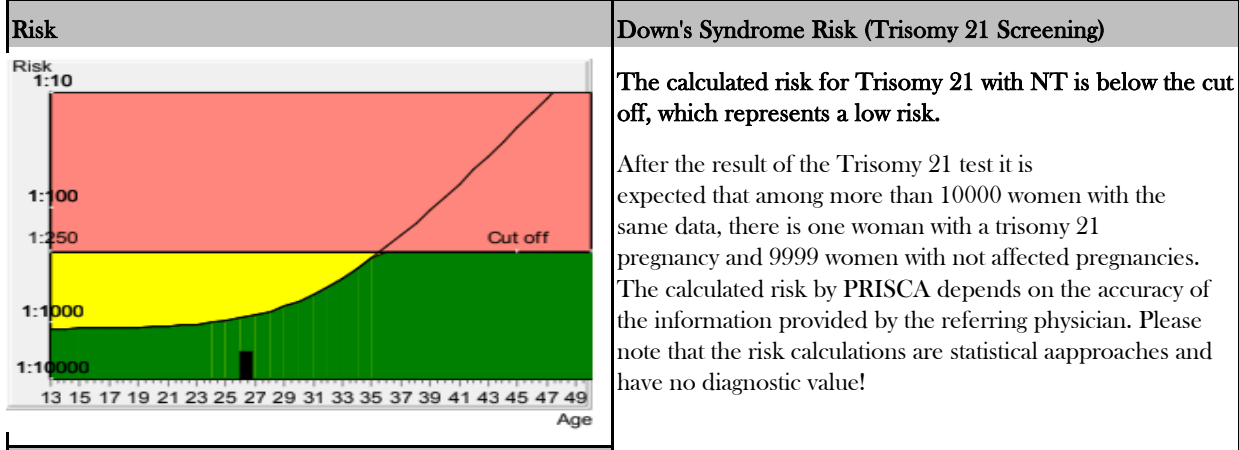 Risk
Down's Syndrome Risk (Trisomy 21 Screening)
Risk
1:10
1:100
1:250
Cut off
1:1000
1:10000
13 15 17 19 21 23 25 27 29 31 33 35 37 39 41 43 45 47 49
Age
The calculated risk for Trisomy 21 with NT is below the cut
off, which represents a low risk.
After the result of the Trisomy 21 test it is
expected that among more than 10000 women with the
same data, there is one woman with a trisomy 21
pregnancy and 9999 women with not affected pregnancies.
The calculated risk by PRISCA depends on the accuracy of
the information provided by the referring physician. Please
note that the risk calculations are statistical aapproaches and
have no diagnostic value!